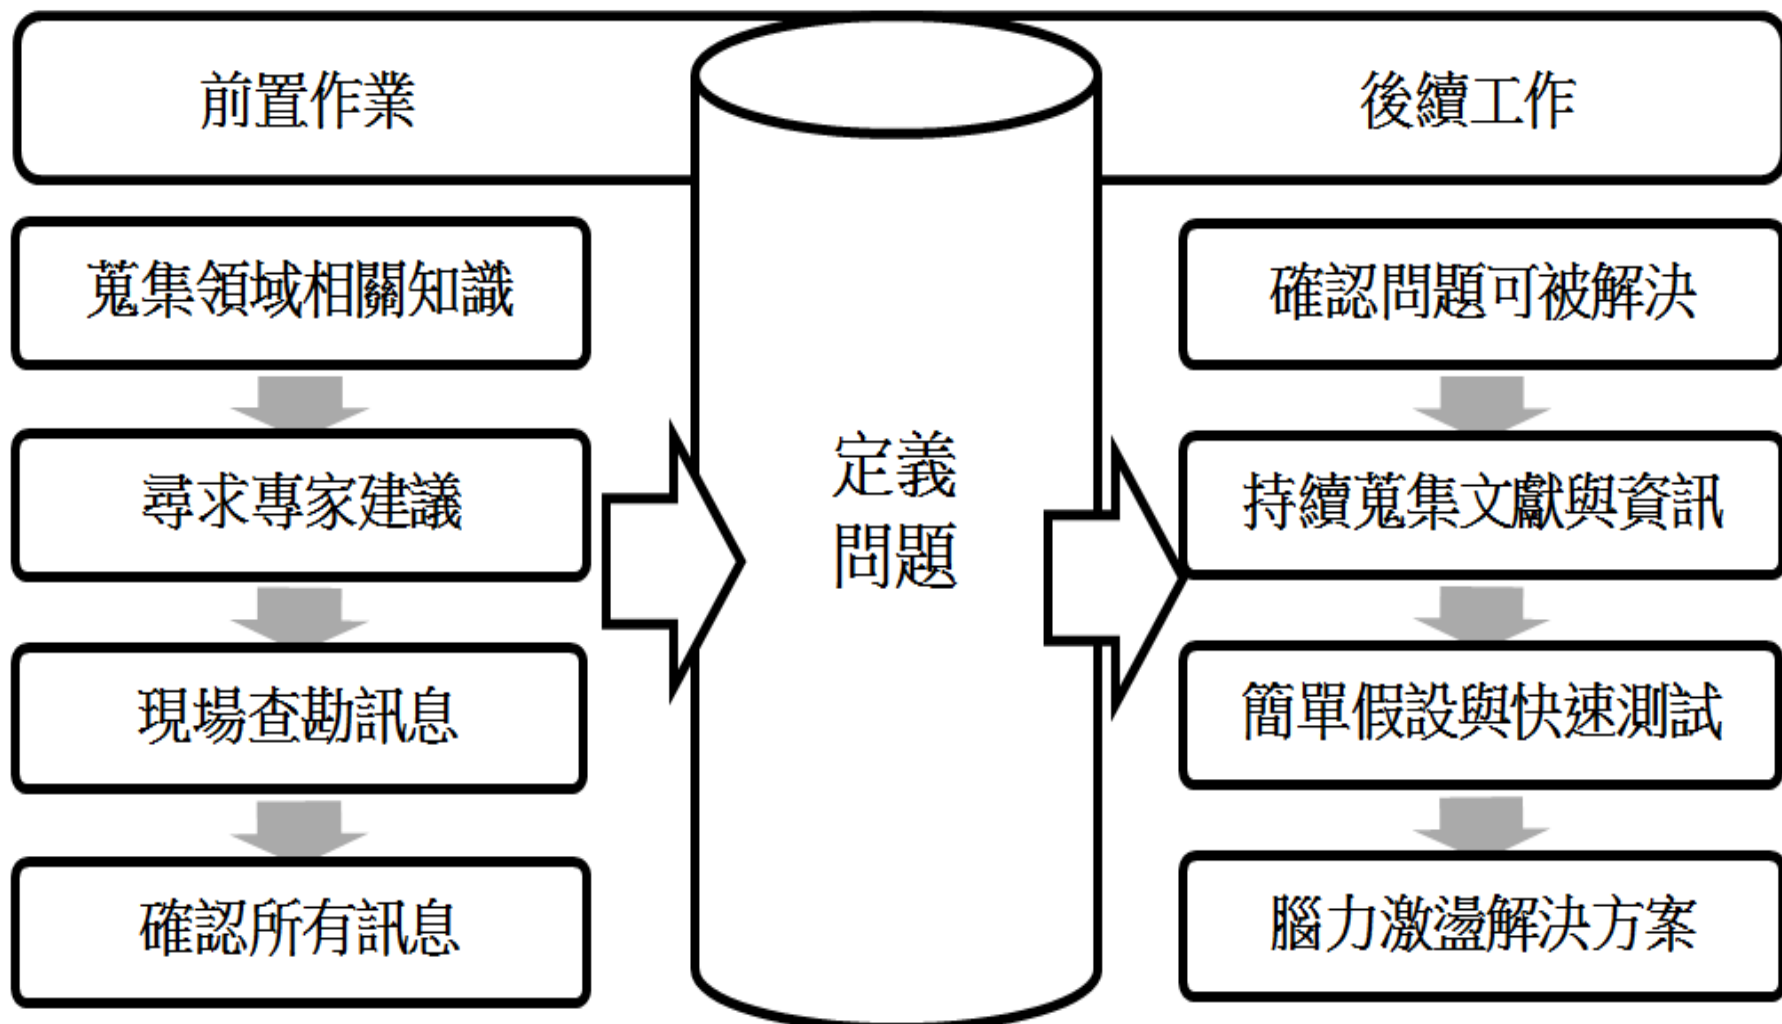 前置作業
後續工作
蒐集領域相關知識
尋求專家建議
現場查勘訊息
確認所有訊息
定義
問題
確認問題可被解決
持續蒐集文獻與資訊
簡單假設與快速測試
腦力激盪解決方案